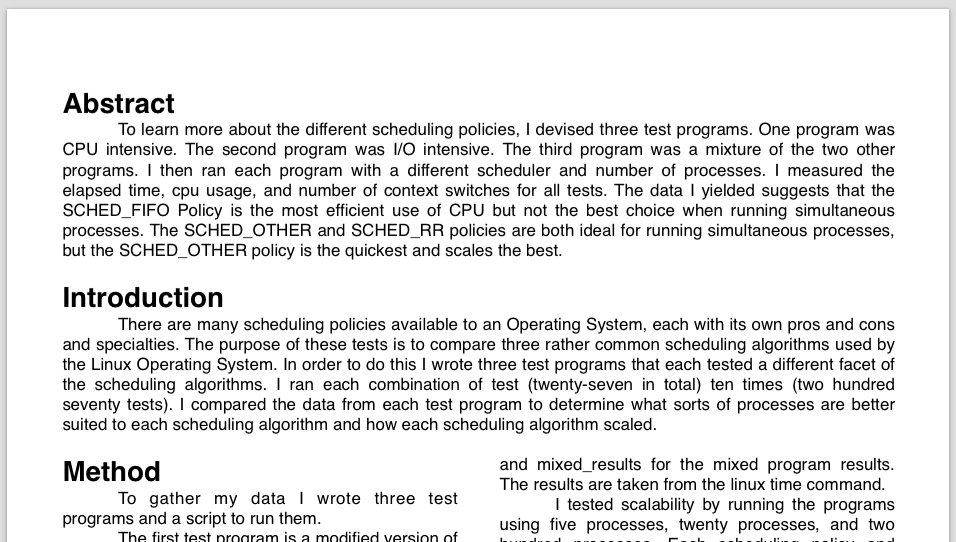 Abstract
To learn more about the different scheduling policies, I devised three test programs. One program was
CPU intensive. The second program was I/O intensive. The third program was a mixture of the two other
programs. I then ran each program with a different scheduler and number of processes. I measured the
elapsed time, cpu usage, and number of context switches for all tests. The data I yielded suggests that the
SCHED_FIFO Policy is the most efficient use of CPU but not the best choice when running simultaneous
processes. The SCHED_OTHER and SCHED_RR policies are both ideal for running simultaneous processes,
but the SCHED_OTHER policy is the quickest and scales the best.
Introduction
There are many scheduling policies available to an Operating System, each with its own pros and cons
and specialties. The purpose of these tests is to compare three rather common scheduling algorithms used by
the Linux Operating System. In order to do this I wrote three test programs that each tested a different facet of
the scheduling algorithms. I ran each combination of test (twenty-seven in total) ten times (two hundred
seventy tests). I compared the data from each test program to determine what sorts of processes are better
suited to each scheduling algorithm and how each scheduling algorithm scaled.
Method
To gather my data I wrote three test
programs and a script to run them.
The first test program is a modified version of
and mixed_results for the mixed program results.
The results are taken from the linux time command.
I tested scalability by running the programs
using five processes, twenty processes, and two
hundred processes. Each scheduling policy and